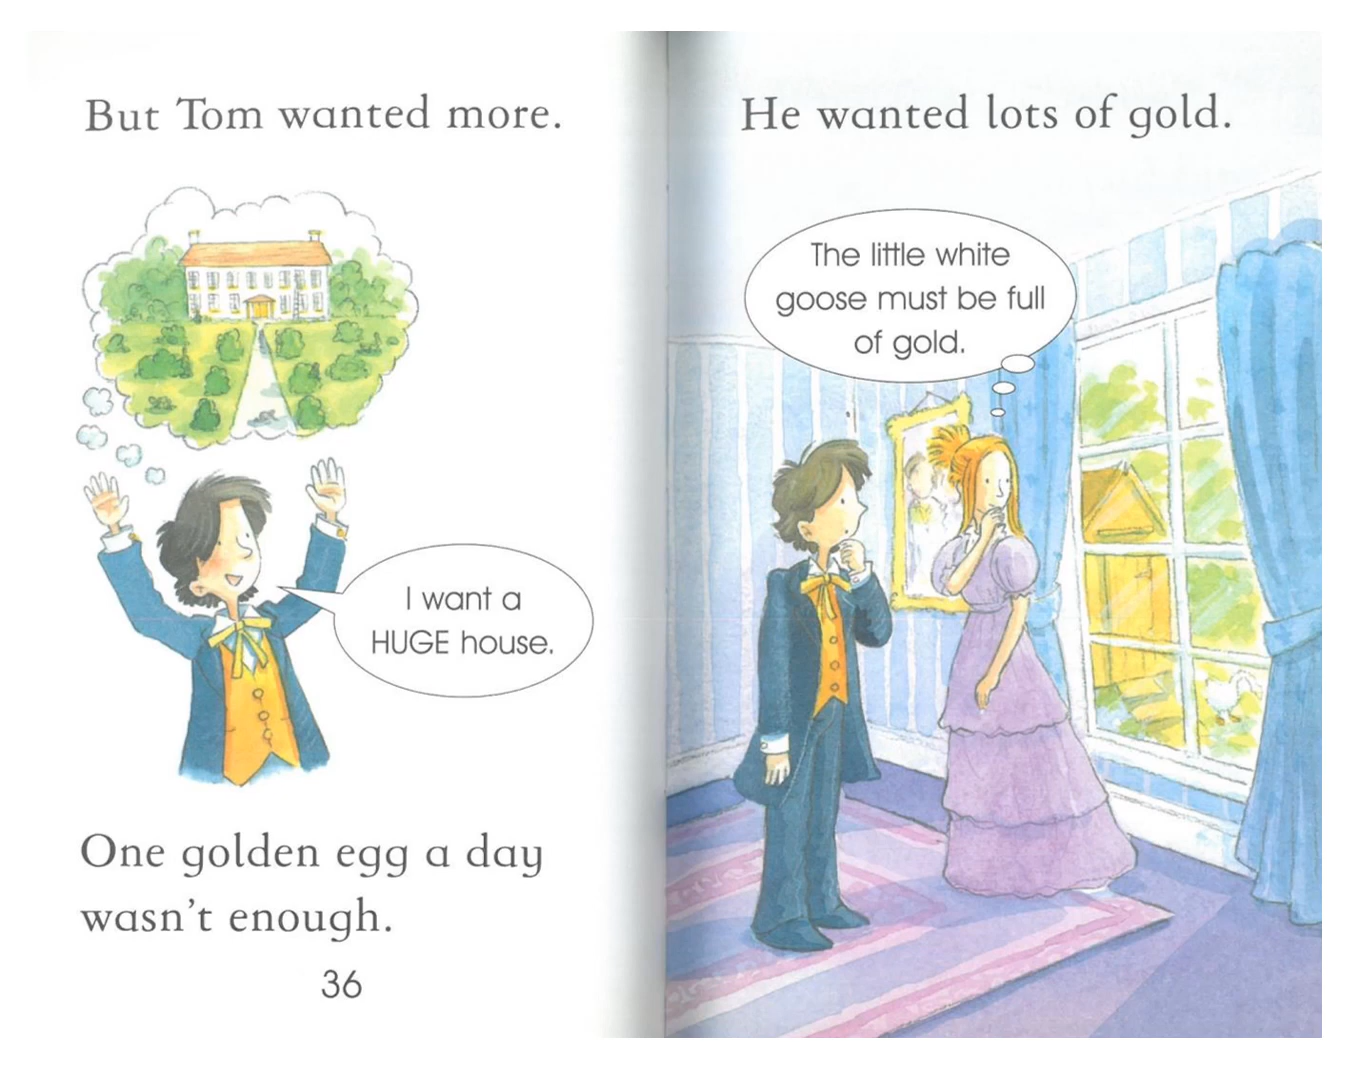 But Tom wanted more.
I want a
HUGE house.
One golden egg a day
wasn't enough.
36
He wanted lots of gold.
The little white
goose must be full
of gold.